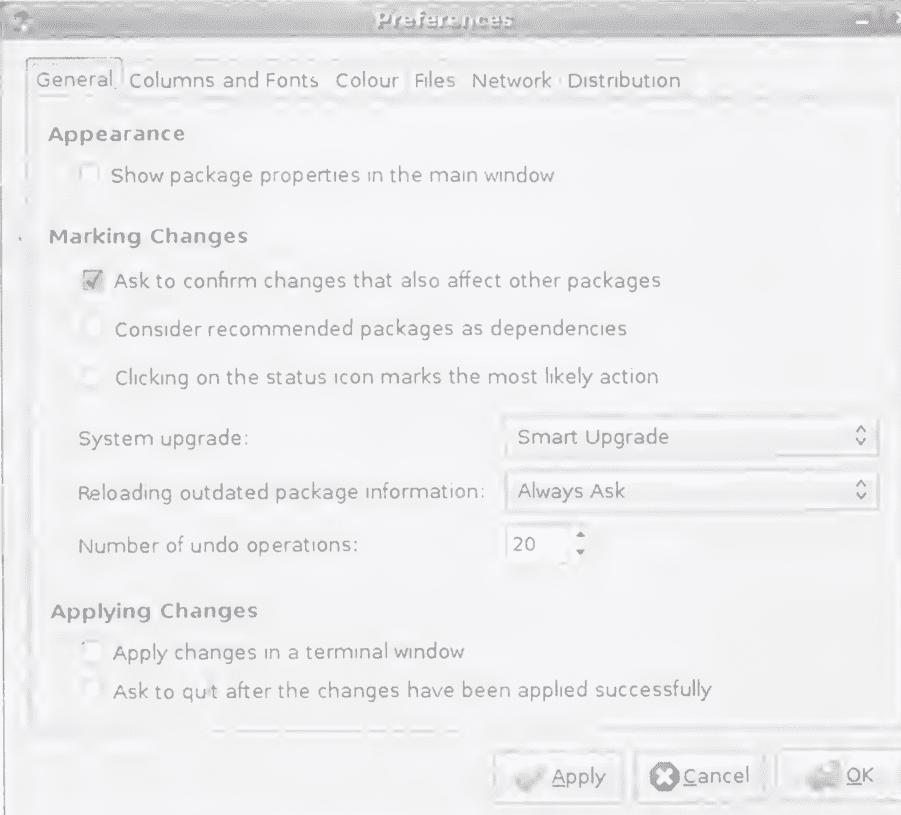 Preferences
General Columns and Fonts Colour Files Network Distribution
Appearance
Show package properties in the main window
Marking Changes
Ask to confirm changes that also affect other packages
Consider recommended packages as dependencies
Clicking on the status icon marks the most likely action
System upgrade: Smart Upgrade
Reloading outdated package information: Always Ask
Number of undo operations: 20
Applying Changes
Apply changes in a terminal window
Ask to quit after the changes have been applied successfully
Apply Cancel OK